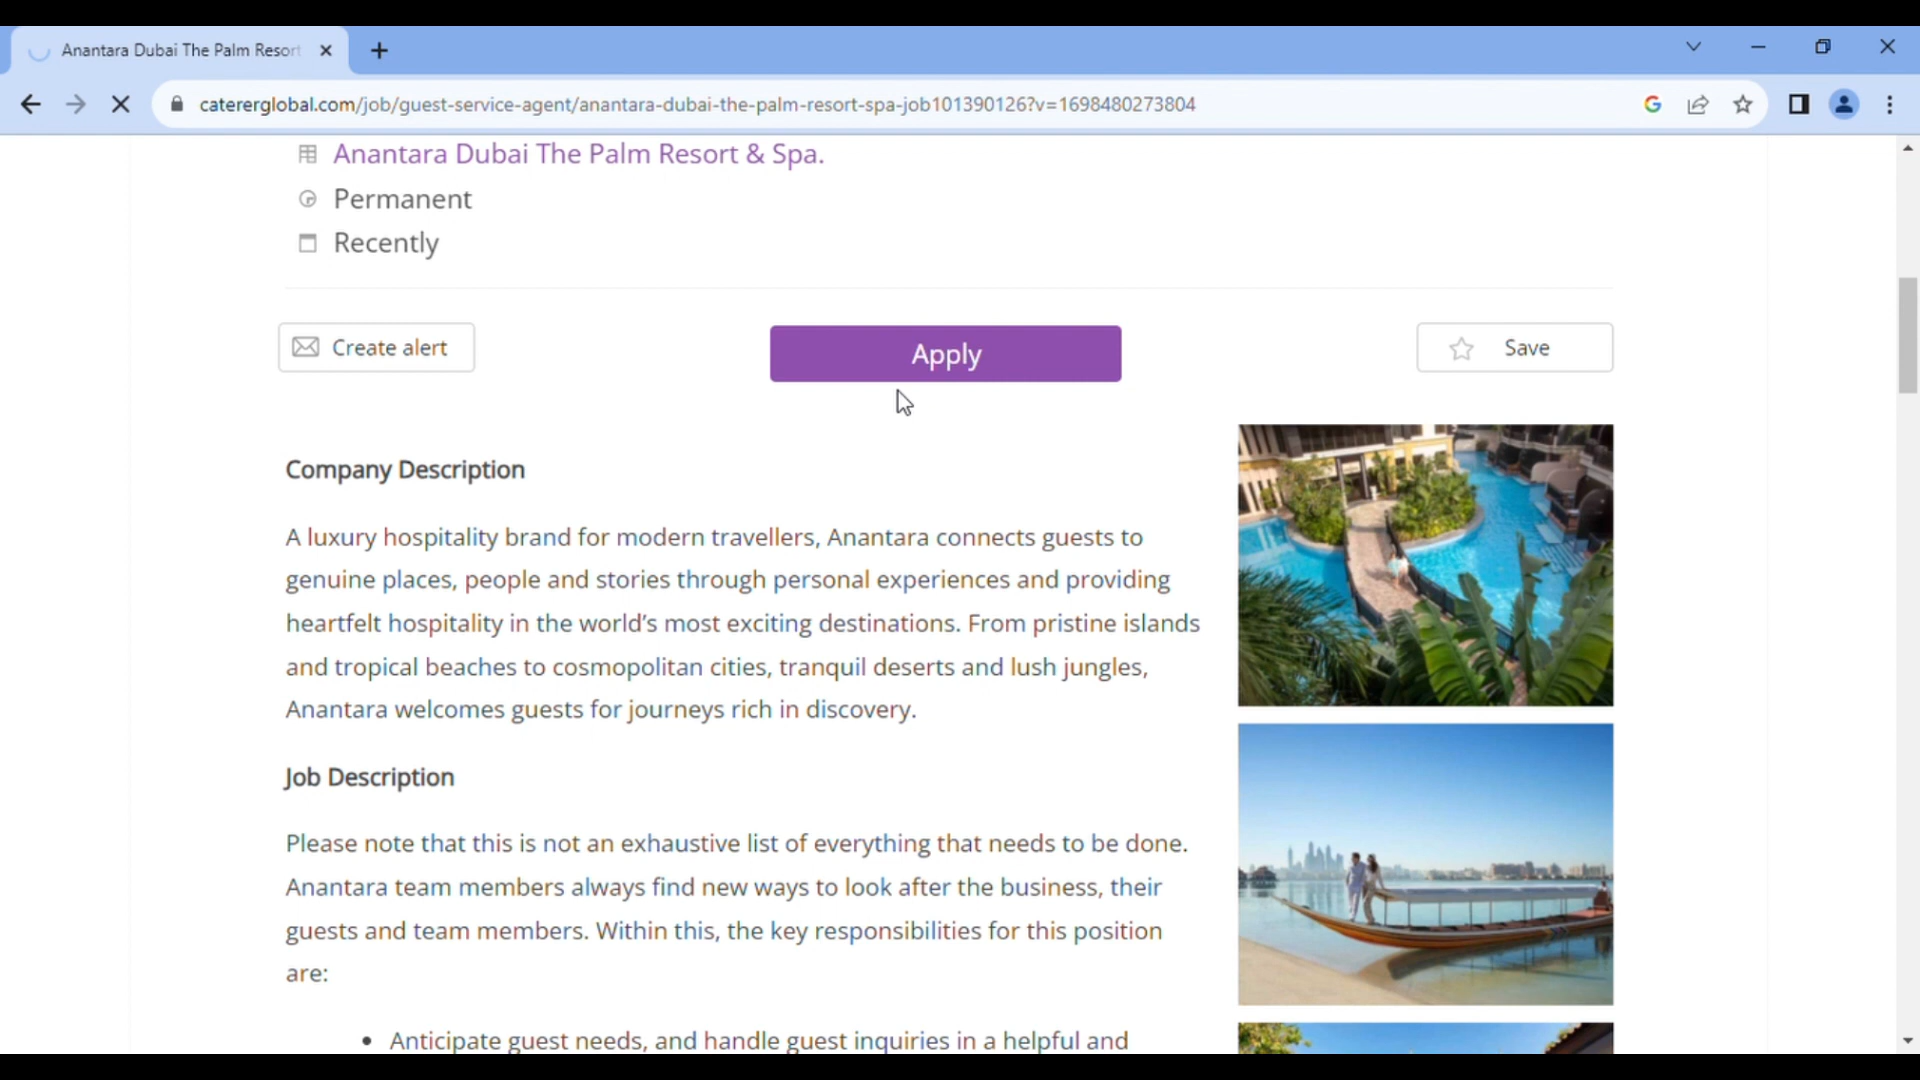 Anantara Dubai The Palm Resort
catererglobal.com/job/guest-service-agent/anantara-dubai-the-palm-resort-spa-job101390126?v=1698480273804
Anantara Dubai The Palm Resort & Spa.
Permanent
Recently
Create alert
Apply
Save
Company Description
A luxury hospitality brand for modern travellers, Anantara connects guests to
genuine places, people and stories through personal experiences and providing
heartfelt hospitality in the world’s most exciting destinations. From pristine islands
and tropical beaches to cosmopolitan cities, tranquil deserts and lush jungles,
Anantara welcomes guests for journeys rich in discovery.
Job Description
Please note that this is not an exhaustive list of everything that needs to be done.
Anantara team members always find new ways to look after the business, their
guests and team members. Within this, the key responsibilities for this position
are:
• Anticipate guest needs, and handle guest inquiries in a helpful and